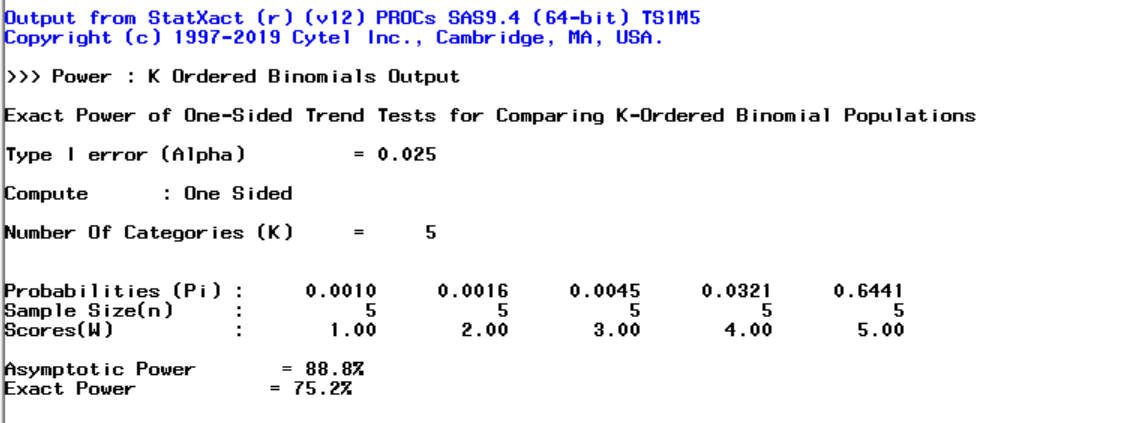 Output from StatXact (r) (v12) PROCs SAS9.4 (64-bit) TS1M5
Copyright (c) 1997-2019 Cytel Inc., Cambridge, MA, USA.
>>> Power : K Ordered Binomials Output
Exact Power of One-Sided Trend Tests for Comparing K-Ordered Binomial Populations
Type I error (Alpha) = 0.025
Compute : One Sided
Number Of Categories (K) = 5
Probabilities (Pi) : 0.0010 0.0016 0.0045 0.0321 0.6441
Sample Size(n) : 5 5 5 5 5
Scores(W) : 1.00 2.00 3.00 4.00 5.00
Asymptotic Power = 88.8%
Exact Power = 75.2%